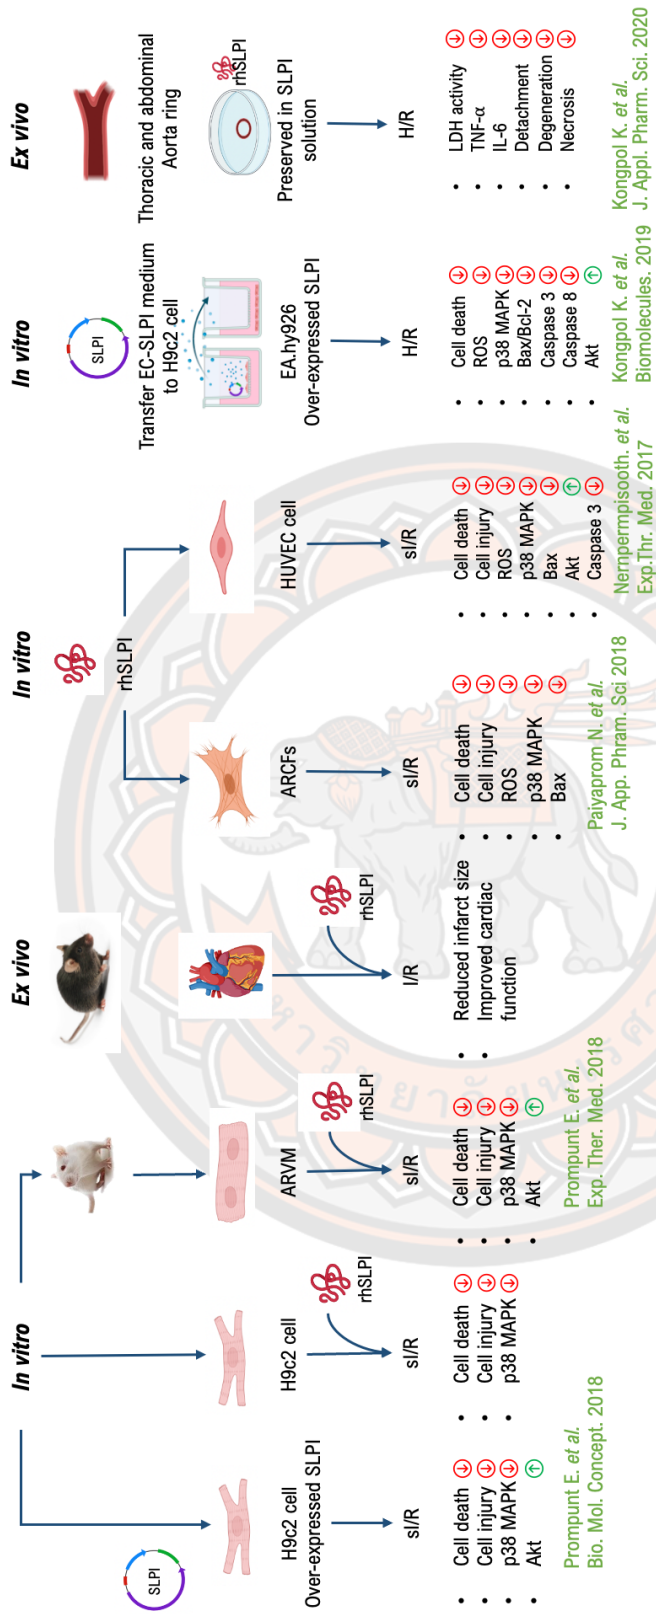 In vitro
SLPI
H9c2 cell
Over-expressed SLPI
sI/R
• Cell death
• Cell injury
• p38 MAPK
• Akt
Prompunt E. et al.
Bio. Mol. Concept. 2018
H9c2 cell
rhSLPI
sI/R
• Cell death
• Cell injury
• p38 MAPK
ARVM
rhSLPI
sI/R
• Cell death
• Cell injury
• p38 MAPK
• Akt
Prompunt E. et al.
Exp. Ther. Med. 2018
Ex vivo
rhSLPI
I/R
• Reduced infarct size
• Improved cardiac
function
In vitro
rhSLPI
ARCFs
sI/R
• Cell death
• Cell injury
• ROS
• p38 MAPK
• Bax
Paiyaprom N. et al.
J. App. Phram. Sci 2018
HUVEC cell
sI/R
• Cell death
• Cell injury
• ROS
• p38 MAPK
• Bax
• Akt
• Caspase 3
Nernpermpisooth. et al.
Exp.Thr. Med. 2017
In vitro
SLPI
Transfer EC-SLPI medium
to H9c2 cell
EA.hy926
Over-expressed SLPI
H/R
• Cell death
• ROS
• p38 MAPK
• Bax/Bcl-2
• Caspase 3
• Caspase 8
• Akt
Kongpol K. et al.
Biomolecules. 2019
Ex vivo
Thoracic and abdominal
Aorta ring
rhSLPI
Preserved in SLPI
solution
H/R
• LDH activity
• TNF-α
• IL-6
• Detachment
• Degeneration
• Necrosis
Kongpol K. et al.
J. Appl. Pharm. Sci. 2020